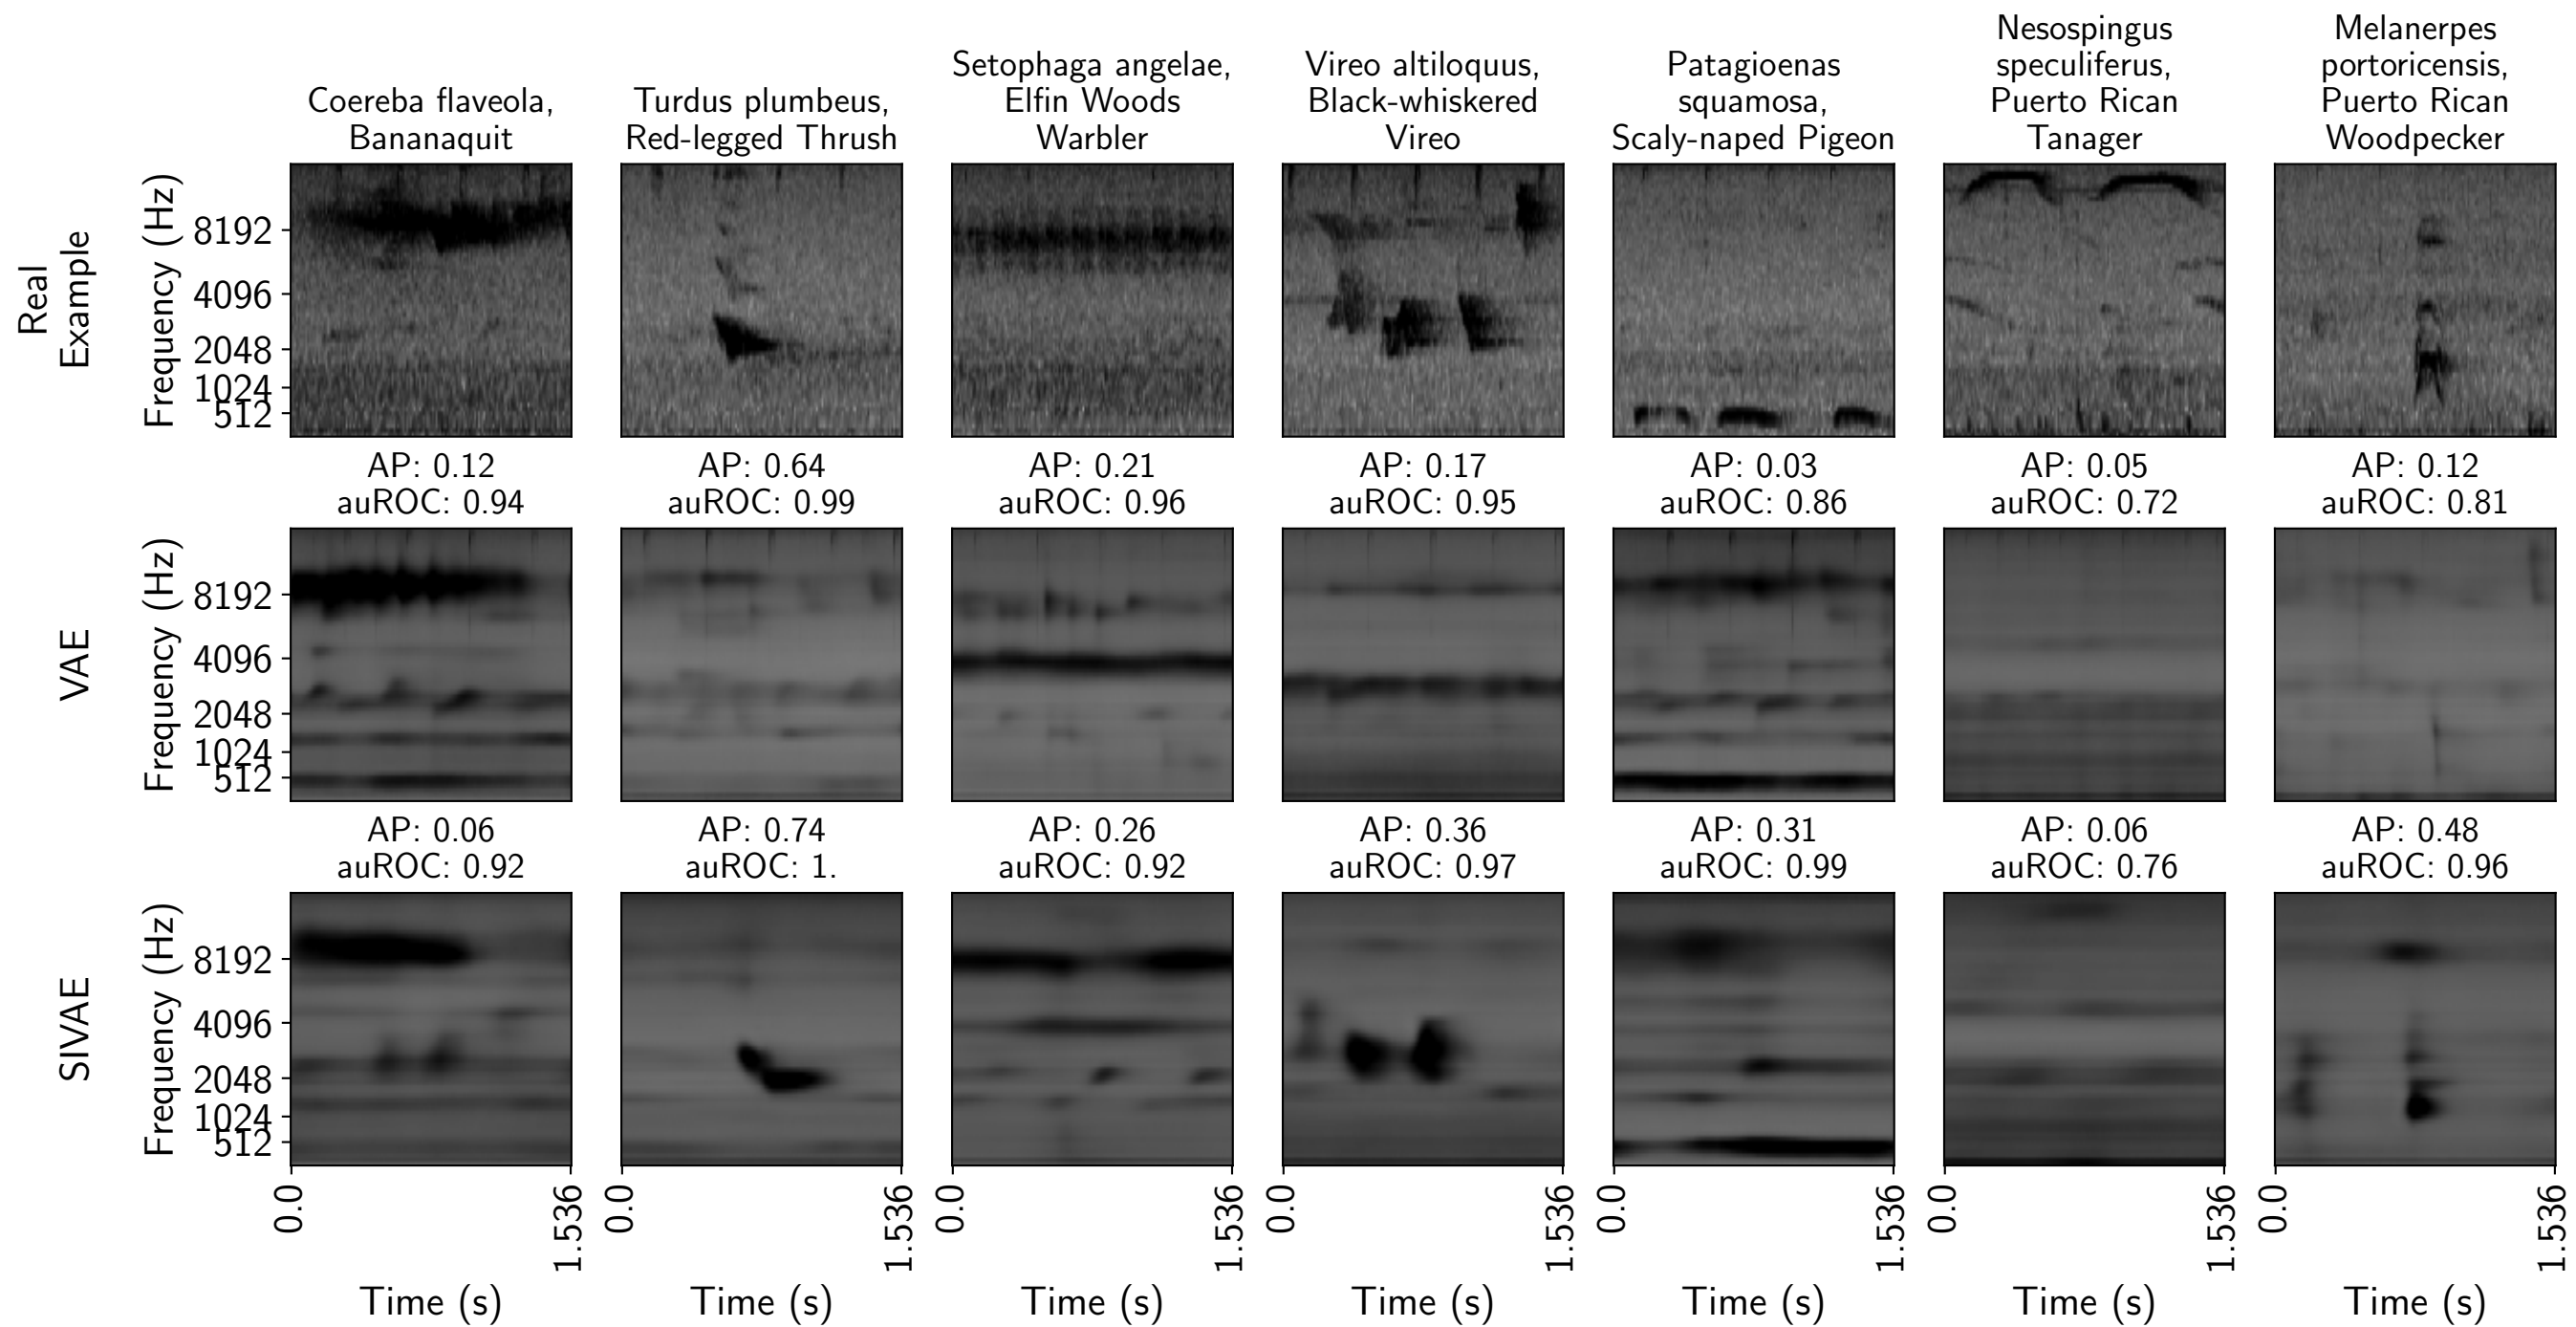 Coereba flaveola,
Bananaquit
Turdus plumbeus,
Red-legged Thrush
Setophaga angelae,
Elfin Woods
Warbler
Vireo altiloquus,
Black-whiskered
Vireo
Patagioenas
squamosa,
Scaly-naped Pigeon
Nesospingus
speculiferus,
Puerto Rican
Tanager
Melanerpes
portoricensis,
Puerto Rican
Woodpecker
Real
Example
Frequency (Hz)
8192
4096
2048
1024
512
AP: 0.12
auROC: 0.94
AP: 0.64
auROC: 0.99
AP: 0.21
auROC: 0.96
AP: 0.17
auROC: 0.95
AP: 0.03
auROC: 0.86
AP: 0.05
auROC: 0.72
AP: 0.12
auROC: 0.81
VAE
Frequency (Hz)
8192
4096
2048
1024
512
AP: 0.06
auROC: 0.92
AP: 0.74
auROC: 1.
AP: 0.26
auROC: 0.92
AP: 0.36
auROC: 0.97
AP: 0.31
auROC: 0.99
AP: 0.06
auROC: 0.76
AP: 0.48
auROC: 0.96
SIVAE
Frequency (Hz)
8192
4096
2048
1024
512
0.0
1.536
0.0
1.536
0.0
1.536
0.0
1.536
0.0
1.536
0.0
1.536
0.0
1.536
Time (s)
Time (s)
Time (s)
Time (s)
Time (s)
Time (s)
Time (s)